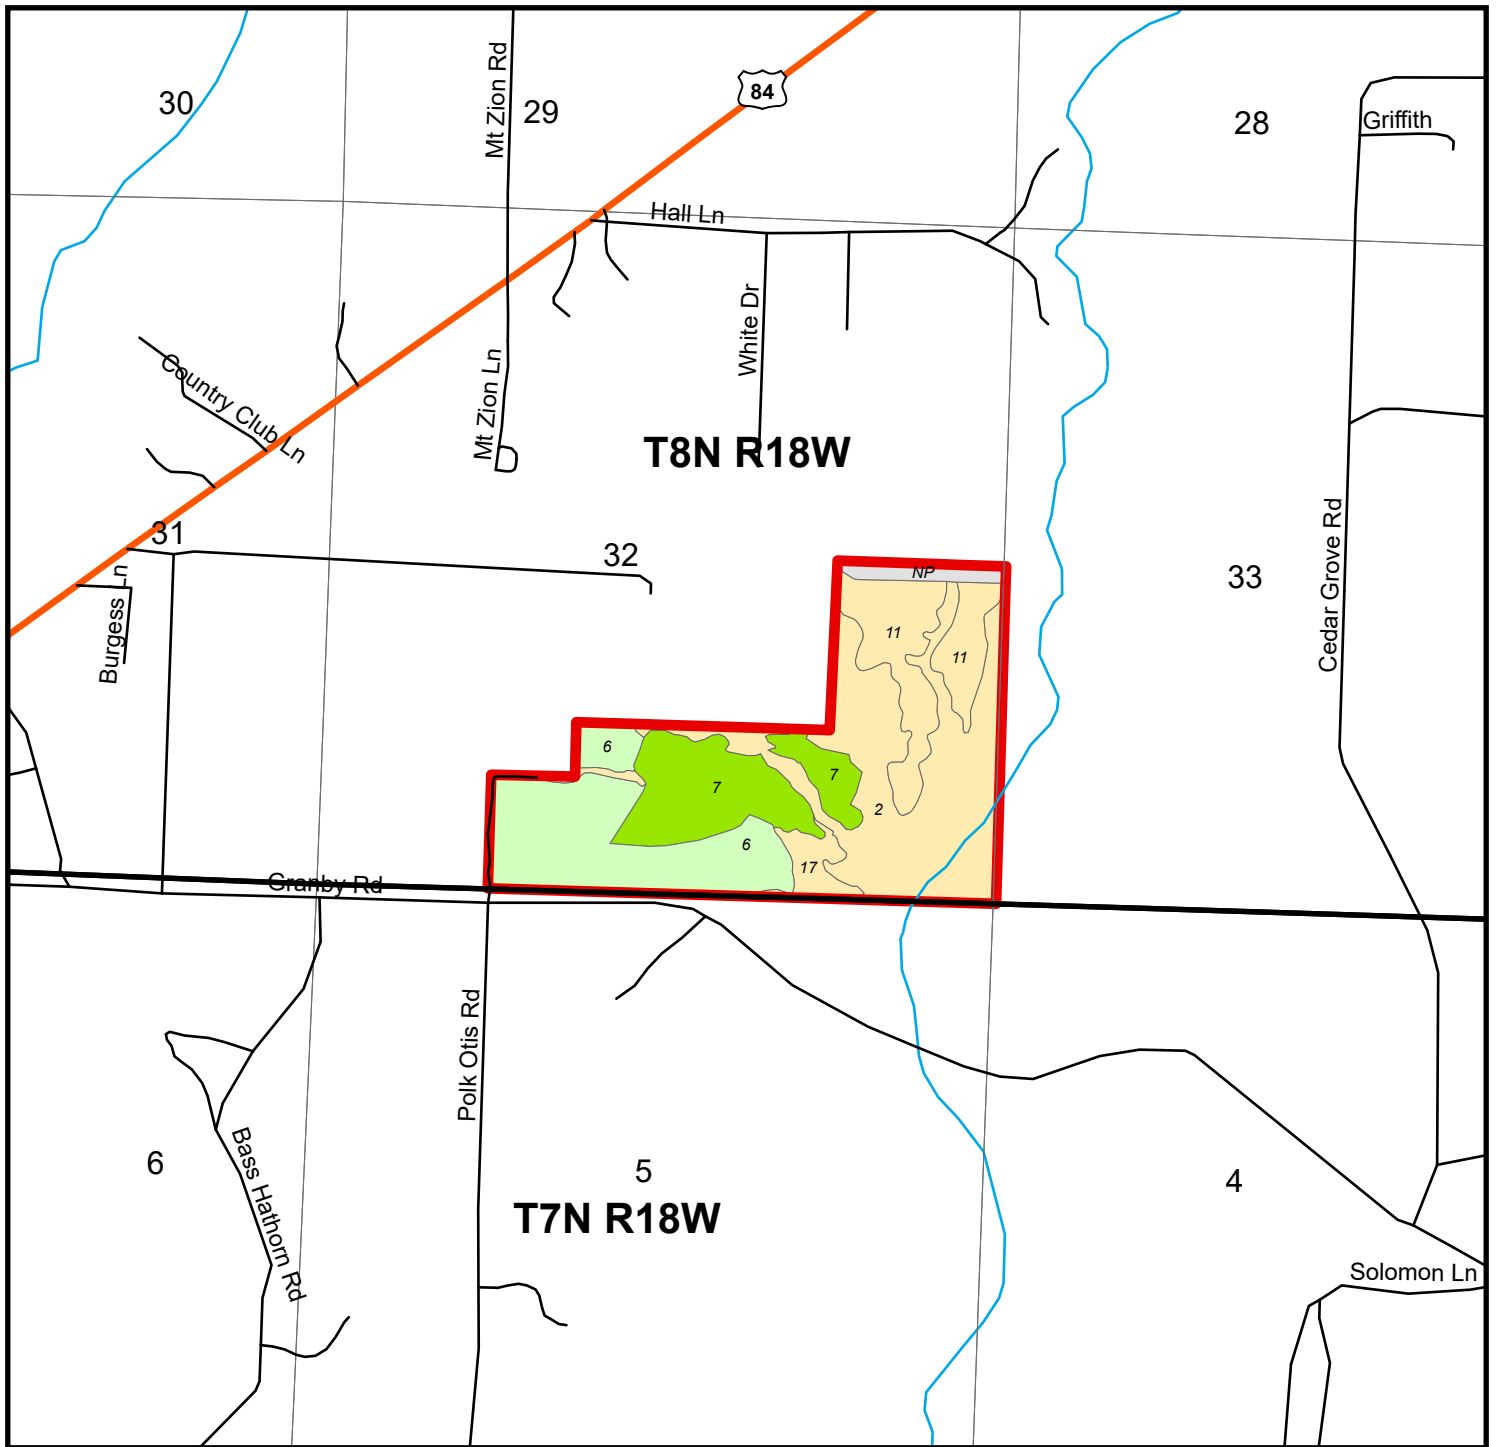 30
Mt Zion Rd
29
84
28
Griffith
Hall Ln
White Dr
Country Club Ln
Mt Zion Ln
T8N R18W
31
32
33
Cedar Grove Rd
Burgess Ln
NP
11
11
6
7
7
2
6
17
Granby Rd
Polk Otis Rd
6
Bass Hathorn Rd
5
4
T7N R18W
Solomon Ln